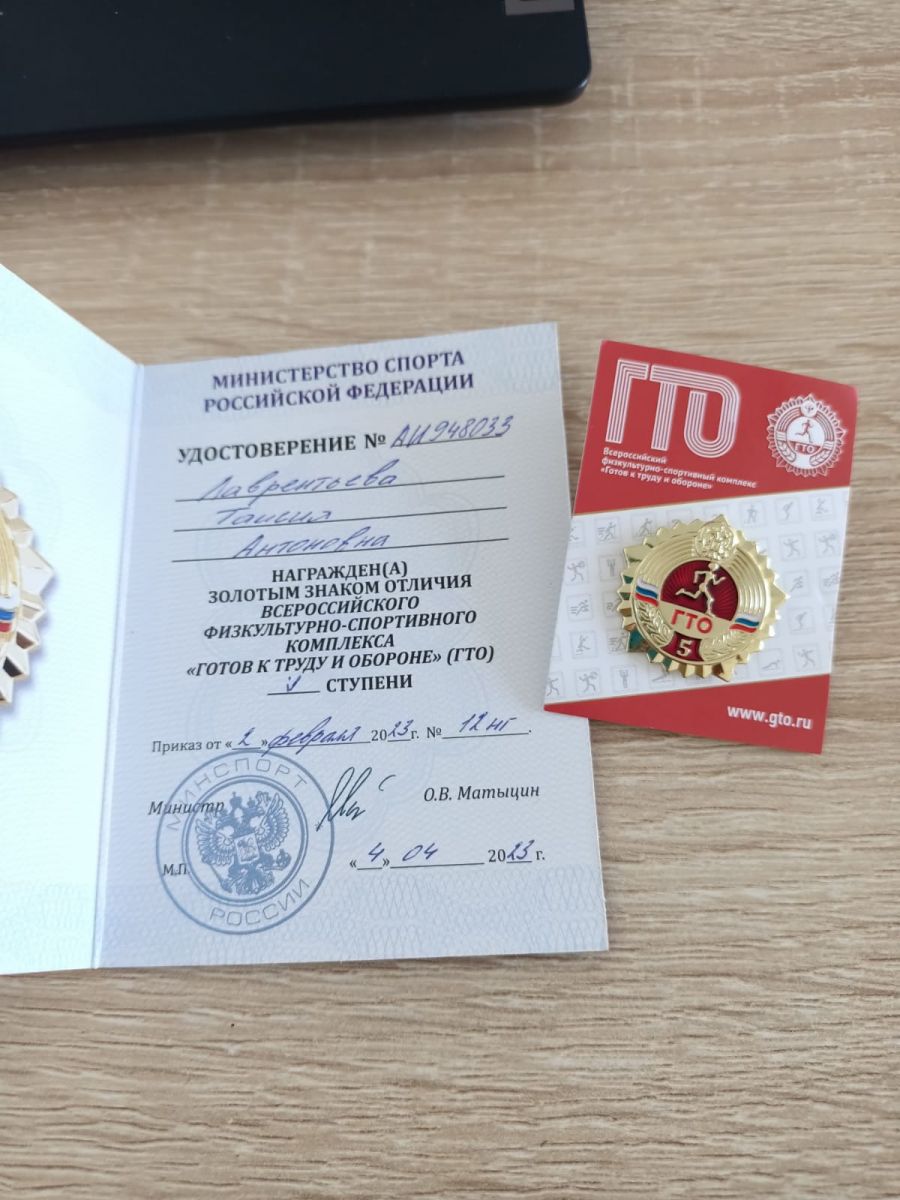 МИНИСТЕРСТВО СПОРТА
РОССИЙСКОЙ ФЕДЕРАЦИИ
УДОСТОВЕРЕНИЕ № АИ948033
Лаврентьева
Таисия
Антоновна
НАГРАЖДЕН(А)
ЗОЛОТЫМ ЗНАКОМ ОТЛИЧИЯ
ВСЕРОССИЙСКОГО
ФИЗКУЛЬТУРНО-СПОРТИВНОГО
КОМПЛЕКСА
«ГОТОВ К ТРУДУ И ОБОРОНЕ» (ГТО)
V СТУПЕНИ
Приказ от «2» февраля 2023 г. № 12 нг.
Министр О.В. Матыцин
М.П. «4» 04 2023 г.
МИНСПОРТ
РОССИИ
ГТО
Всероссийский
физкультурно-спортивный комплекс
«Готов к труду и обороне»
ГТО
ГТО
5
www.gto.ru